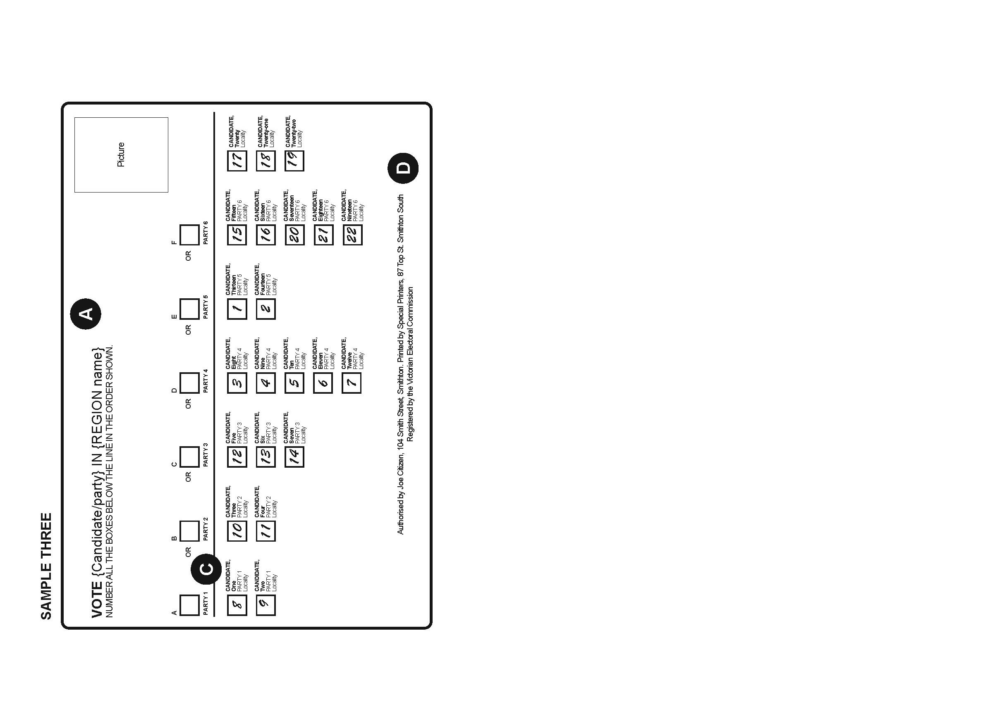 SAMPLE THREE
A
Picture
VOTE {Candidate/party} IN {REGION name}
NUMBER ALL THE BOXES BELOW THE LINE IN THE ORDER SHOWN.
A B C D E F
OR OR OR OR OR
PARTY 1 PARTY 2 PARTY 3 PARTY 4 PARTY 5 PARTY 6
C
8 CANDIDATE,
One
PARTY 1
Locality
9 CANDIDATE,
Two
PARTY 1
Locality
10 CANDIDATE,
Three
PARTY 2
Locality
11 CANDIDATE,
Four
PARTY 2
Locality
12 CANDIDATE,
Five
PARTY 3
Locality
13 CANDIDATE,
Six
PARTY 3
Locality
14 CANDIDATE,
Seven
PARTY 3
Locality
3 CANDIDATE,
Eight
PARTY 4
Locality
4 CANDIDATE,
Nine
PARTY 4
Locality
5 CANDIDATE,
Ten
PARTY 4
Locality
6 CANDIDATE,
Eleven
PARTY 4
Locality
7 CANDIDATE,
Twelve
PARTY 4
Locality
1 CANDIDATE,
Thirteen
PARTY 5
Locality
2 CANDIDATE,
Fourteen
PARTY 5
Locality
15 CANDIDATE,
Fifteen
PARTY 6
Locality
16 CANDIDATE,
Sixteen
PARTY 6
Locality
20 CANDIDATE,
Seventeen
PARTY 6
Locality
21 CANDIDATE,
Eighteen
PARTY 6
Locality
22 CANDIDATE,
Nineteen
PARTY 6
Locality
17 CANDIDATE,
Twenty
Locality
18 CANDIDATE,
Twenty-one
Locality
19 CANDIDATE,
Twenty-two
Locality
Authorised by Joe Citizen, 104 Smith Street, Smithton. Printed by Special Printers, 87 Top St. Smithton South
Registered by the Victorian Electoral Commission
D